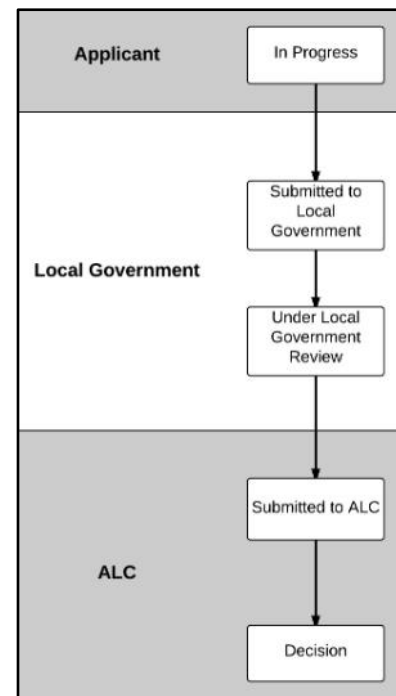 Applicant
In Progress
Submitted to
Local
Government
Local Government
Under Local
Government
Review
Submitted to ALC
ALC
Decision